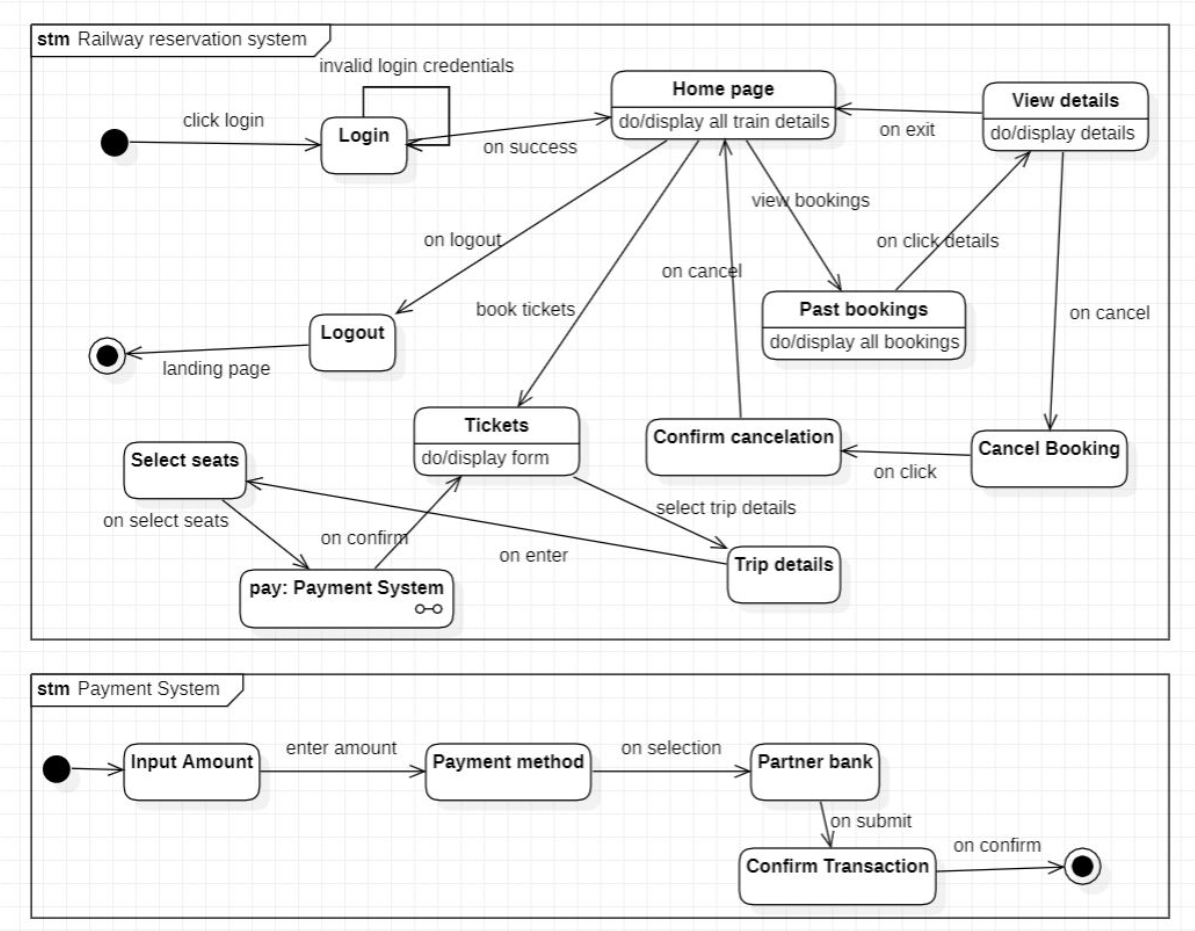 stm Railway reservation system
invalid login credentials
click login
Login
on success
Home page
do/display all train details
on exit
View details
do/display details
view bookings
on click details
on logout
on cancel
book tickets
Past bookings
do/display all bookings
on cancel
Logout
landing page
Tickets
do/display form
Confirm cancelation
on click
Cancel Booking
Select seats
on select seats
on confirm
on enter
select trip details
Trip details
pay: Payment System
stm Payment System
Input Amount
enter amount
Payment method
on selection
Partner bank
on submit
Confirm Transaction
on confirm